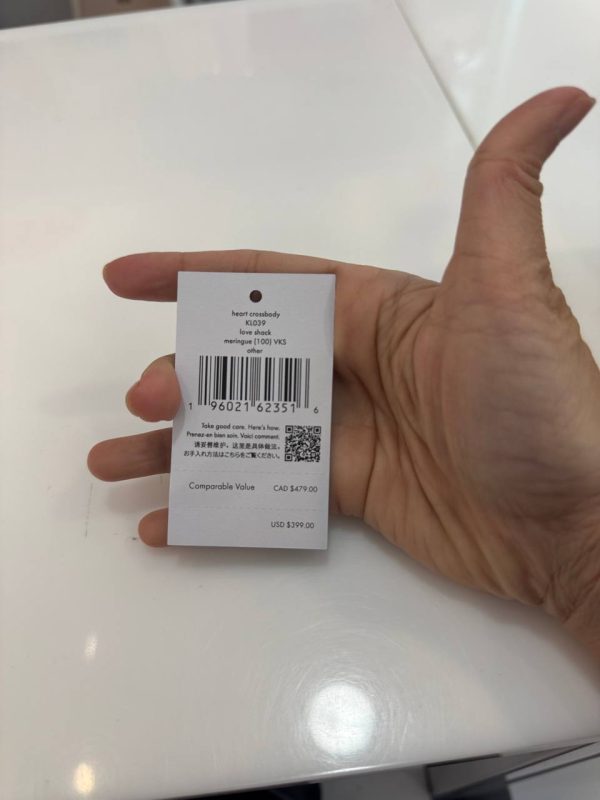 heart crossbody
KL039
love shack
meringue (100) VKS
other
1 96021 62351 6
Take good care. Here's how.
Prenez-en bien soin. Voici comment.
请妥善维护。这里是具体做法。
お手入れ方法はこちらをご覧ください。
Comparable Value CAD $479.00
USD $399.00